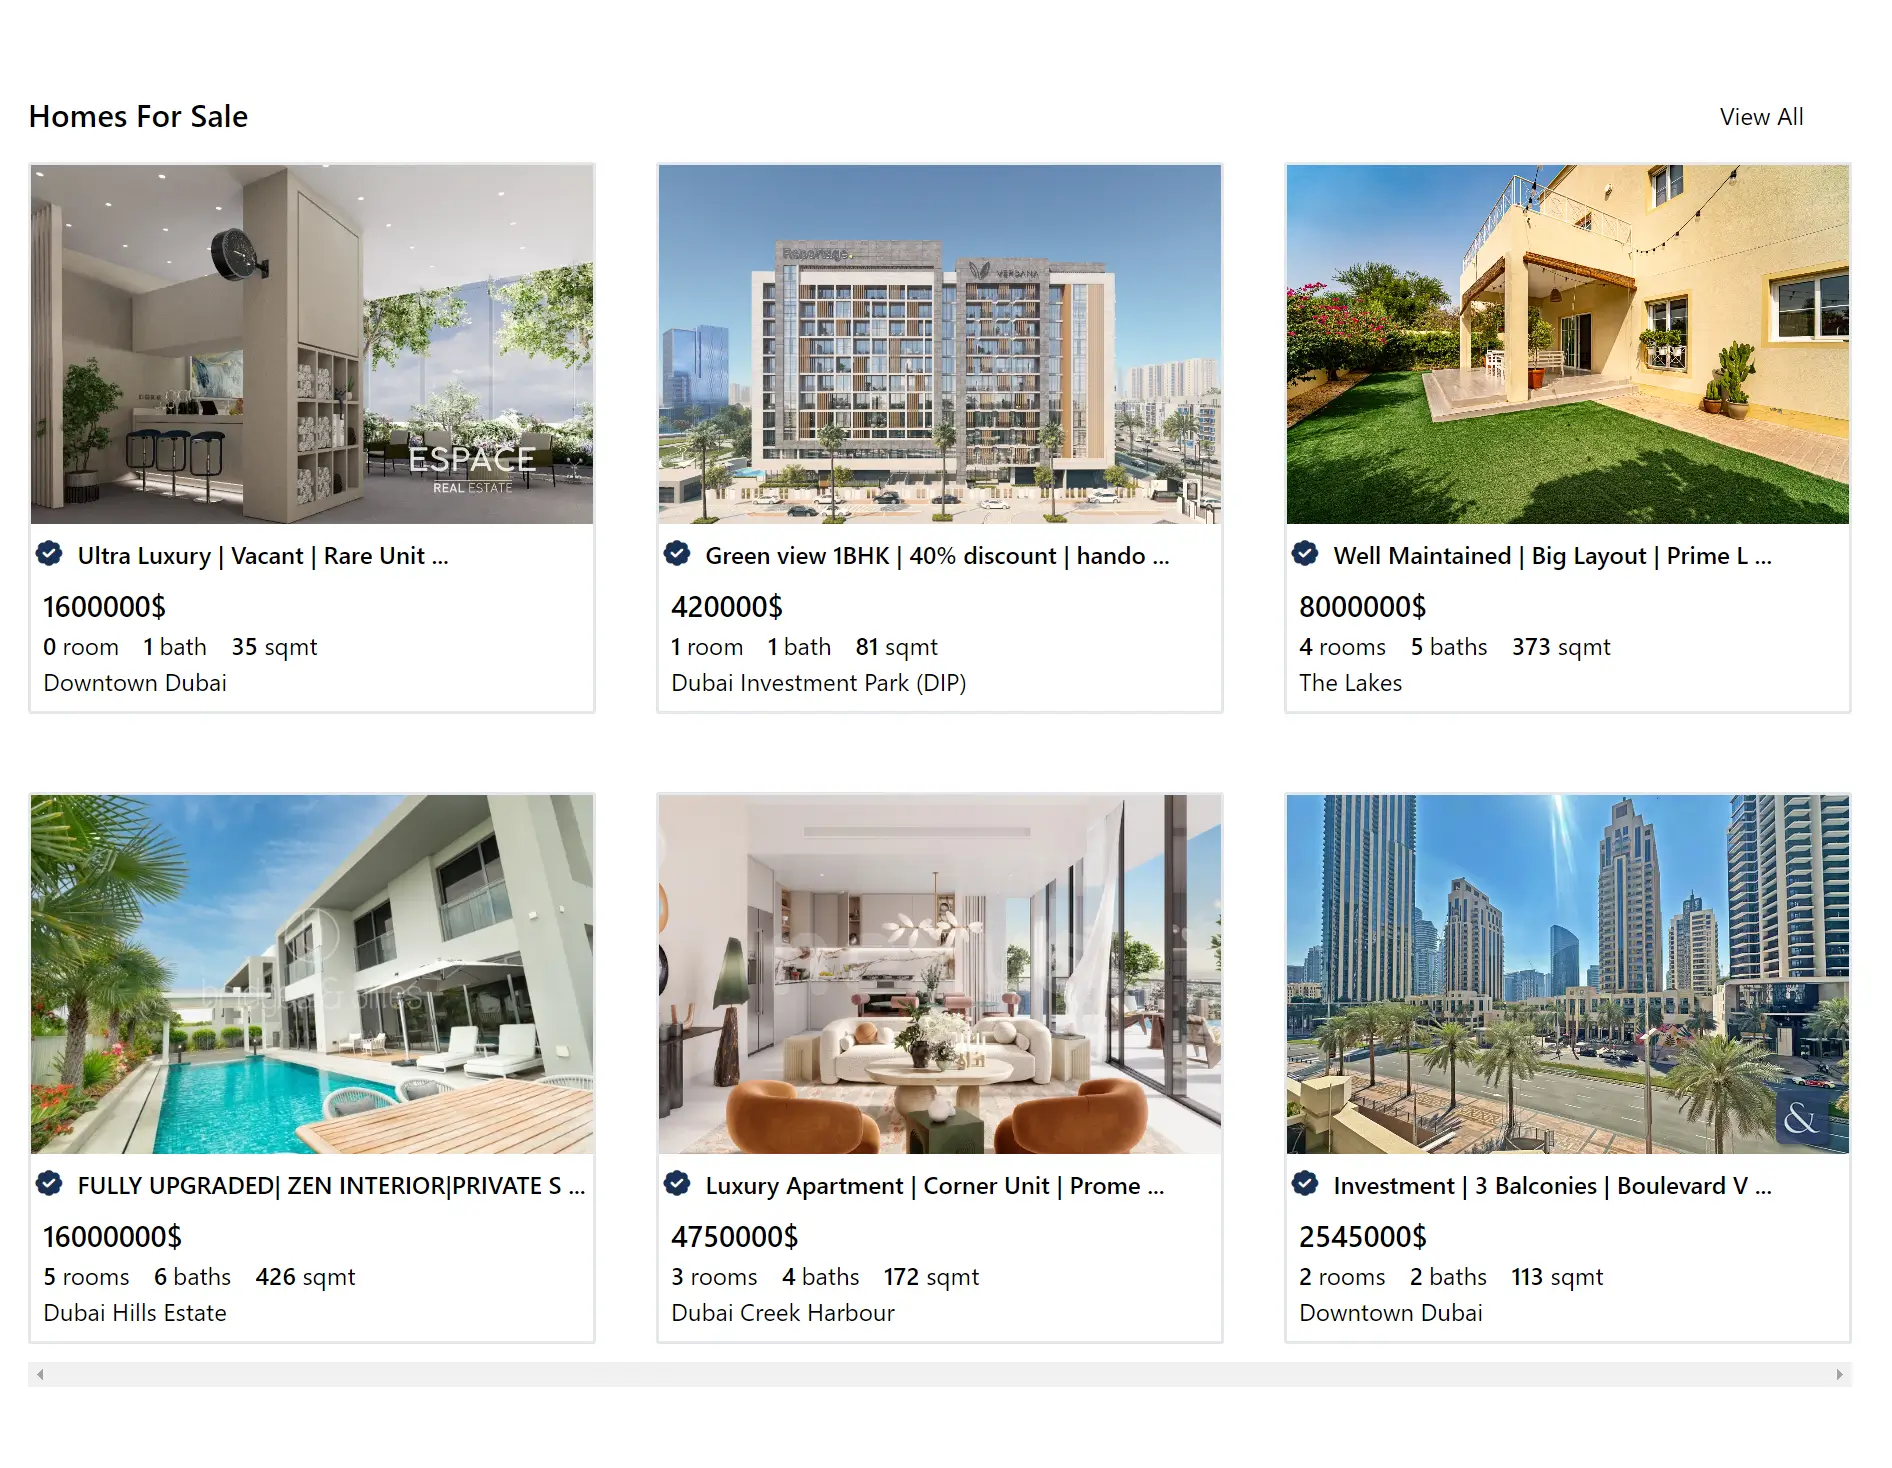 Homes For Sale
View All
ESPACE
REAL ESTATE
Reportage
VERDANA
Ultra Luxury | Vacant | Rare Unit ...
1600000$
0 room 1 bath 35 sqmt
Downtown Dubai
Green view 1BHK | 40% discount | hando ...
420000$
1 room 1 bath 81 sqmt
Dubai Investment Park (DIP)
Well Maintained | Big Layout | Prime L ...
8000000$
4 rooms 5 baths 373 sqmt
The Lakes
&
FULLY UPGRADED| ZEN INTERIOR|PRIVATE S ...
16000000$
5 rooms 6 baths 426 sqmt
Dubai Hills Estate
Luxury Apartment | Corner Unit | Prome ...
4750000$
3 rooms 4 baths 172 sqmt
Dubai Creek Harbour
Investment | 3 Balconies | Boulevard V ...
2545000$
2 rooms 2 baths 113 sqmt
Downtown Dubai